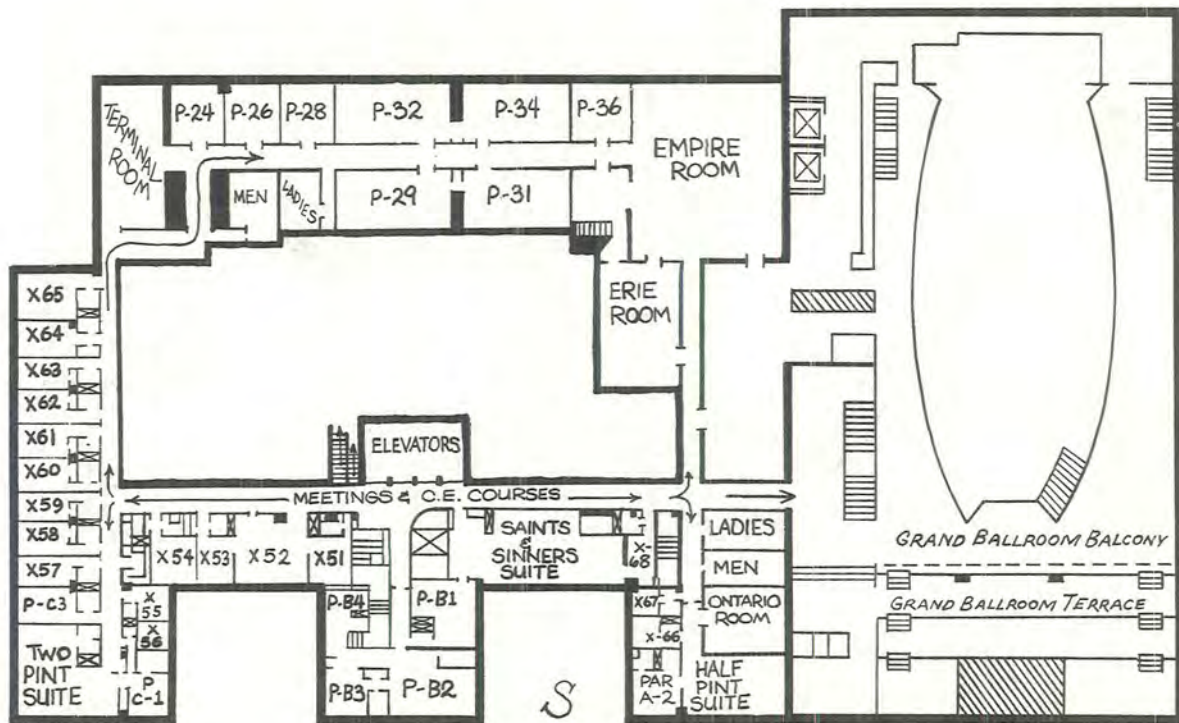 P-24
P-26
P-28
P-32
P-34
P-36
TERMINAL
ROOM
EMPIRE
ROOM
MEN
LADIES
P-29
P-31
X65
X64
X63
X62
X61
X60
X59
X58
X57
P-C3
TWO
PINT
SUITE
ERIE
ROOM
ELEVATORS
MEETINGS & C.E. COURSES
X54
X53
X52
X51
SAINTS
&
SINNERS
SUITE
X-
68
LADIES
MEN
ONTARIO
ROOM
X
55
X
56
P
C-1
P-B4
P-B1
P-B3
P-B2
X67
X-66
PAR
A-2
HALF
PINT
SUITE
S
GRAND BALLROOM BALCONY
GRAND BALLROOM TERRACE